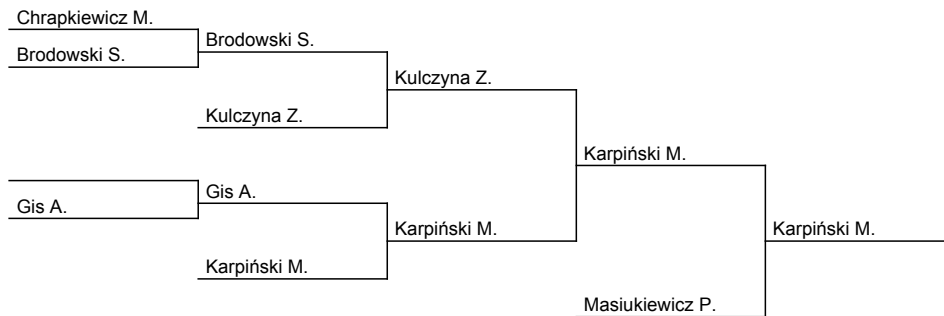 Chrapkiewicz M.
Brodowski S.
Brodowski S.
Kulczyna Z.
Kulczyna Z.
Karpiński M.
Gis A.
Gis A.
Karpiński M.
Karpiński M.
Karpiński M.
Masiukiewicz P.